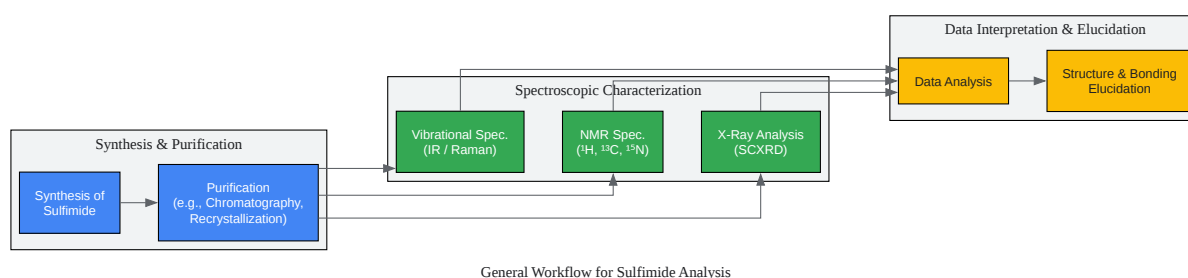 Synthesis & Purification
Synthesis of
Sulfimide
Purification
(e.g., Chromatography,
Recrystallization)
Spectroscopic Characterization
Vibrational Spec.
(IR / Raman)
NMR Spec.
(¹H, ¹³C, ¹⁵N)
X-Ray Analysis
(SCXRD)
Data Interpretation & Elucidation
Data Analysis
Structure & Bonding
Elucidation
General Workflow for Sulfimide Analysis